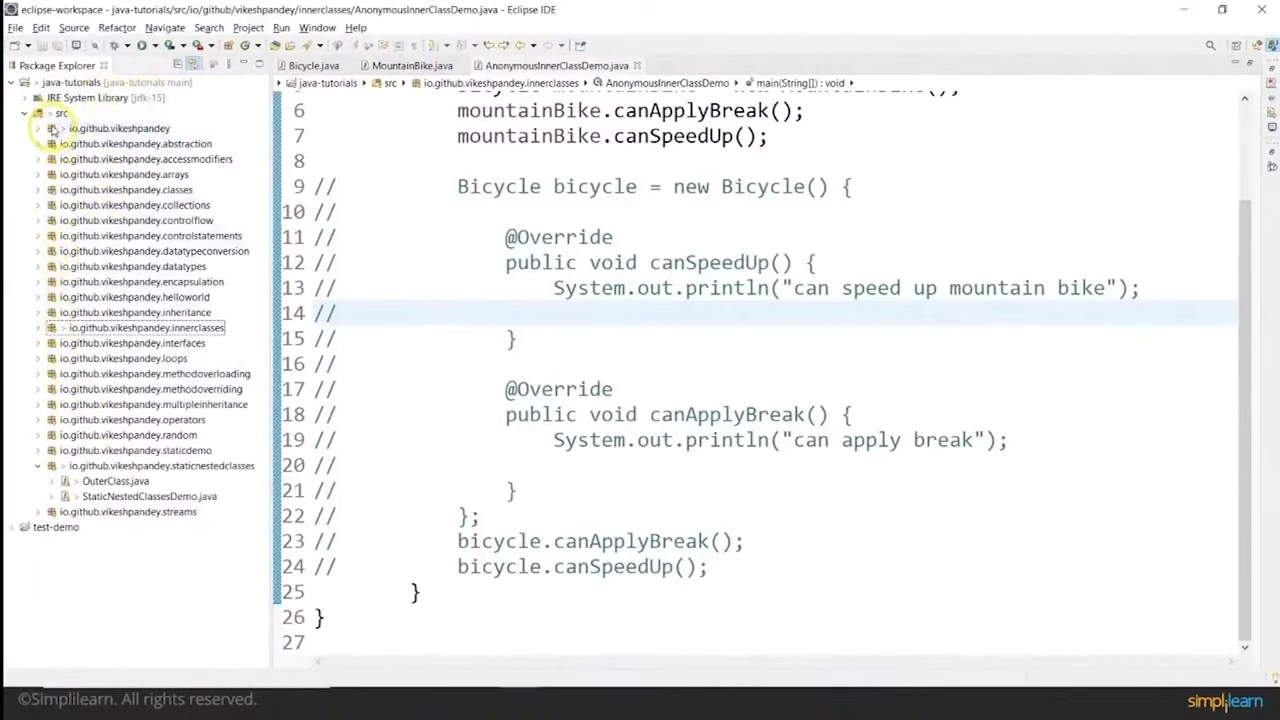 eclipse-workspace - java-tutorials/src/io/github/vikeshpandey/innerclasses/AnonymousInnerClassDemo.java - Eclipse IDE
File Edit Source Refactor Navigate Search Project Run Window Help
Package Explorer
Bicycle.java MountainBike.java AnonymousInnerClassDemo.java
java-tutorials src io.github.vikeshpandey.innerclasses AnonymousInnerClassDemo main(String[]) : void
> java-tutorials [java-tutorials main]
JRE System Library [jdk-15]
> src
> io.github.vikeshpandey
io.github.vikeshpandey.abstraction
io.github.vikeshpandey.accessmodifiers
io.github.vikeshpandey.arrays
io.github.vikeshpandey.classes
io.github.vikeshpandey.collections
io.github.vikeshpandey.controlflow
io.github.vikeshpandey.controlstatements
io.github.vikeshpandey.datatypeconversion
io.github.vikeshpandey.datatypes
io.github.vikeshpandey.encapsulation
io.github.vikeshpandey.helloworld
io.github.vikeshpandey.inheritance
> io.github.vikeshpandey.innerclasses
io.github.vikeshpandey.interfaces
io.github.vikeshpandey.loops
io.github.vikeshpandey.methodoverloading
io.github.vikeshpandey.methodoverriding
io.github.vikeshpandey.multipleinheritance
io.github.vikeshpandey.operators
io.github.vikeshpandey.random
io.github.vikeshpandey.staticdemo
> io.github.vikeshpandey.staticnestedclasses
> OuterClass.java
> StaticNestedClassesDemo.java
io.github.vikeshpandey.streams
test-demo
6 mountainBike.canApplyBreak();
7 mountainBike.canSpeedUp();
8
9 // Bicycle bicycle = new Bicycle() {
10 //
11 // @Override
12 // public void canSpeedUp() {
13 // System.out.println("can speed up mountain bike");
14 //
15 // }
16 //
17 // @Override
18 // public void canApplyBreak() {
19 // System.out.println("can apply break");
20 //
21 // }
22 // };
23 // bicycle.canApplyBreak();
24 // bicycle.canSpeedUp();
25 }
26 }
27
©Simplilearn. All rights reserved.
simplilearn